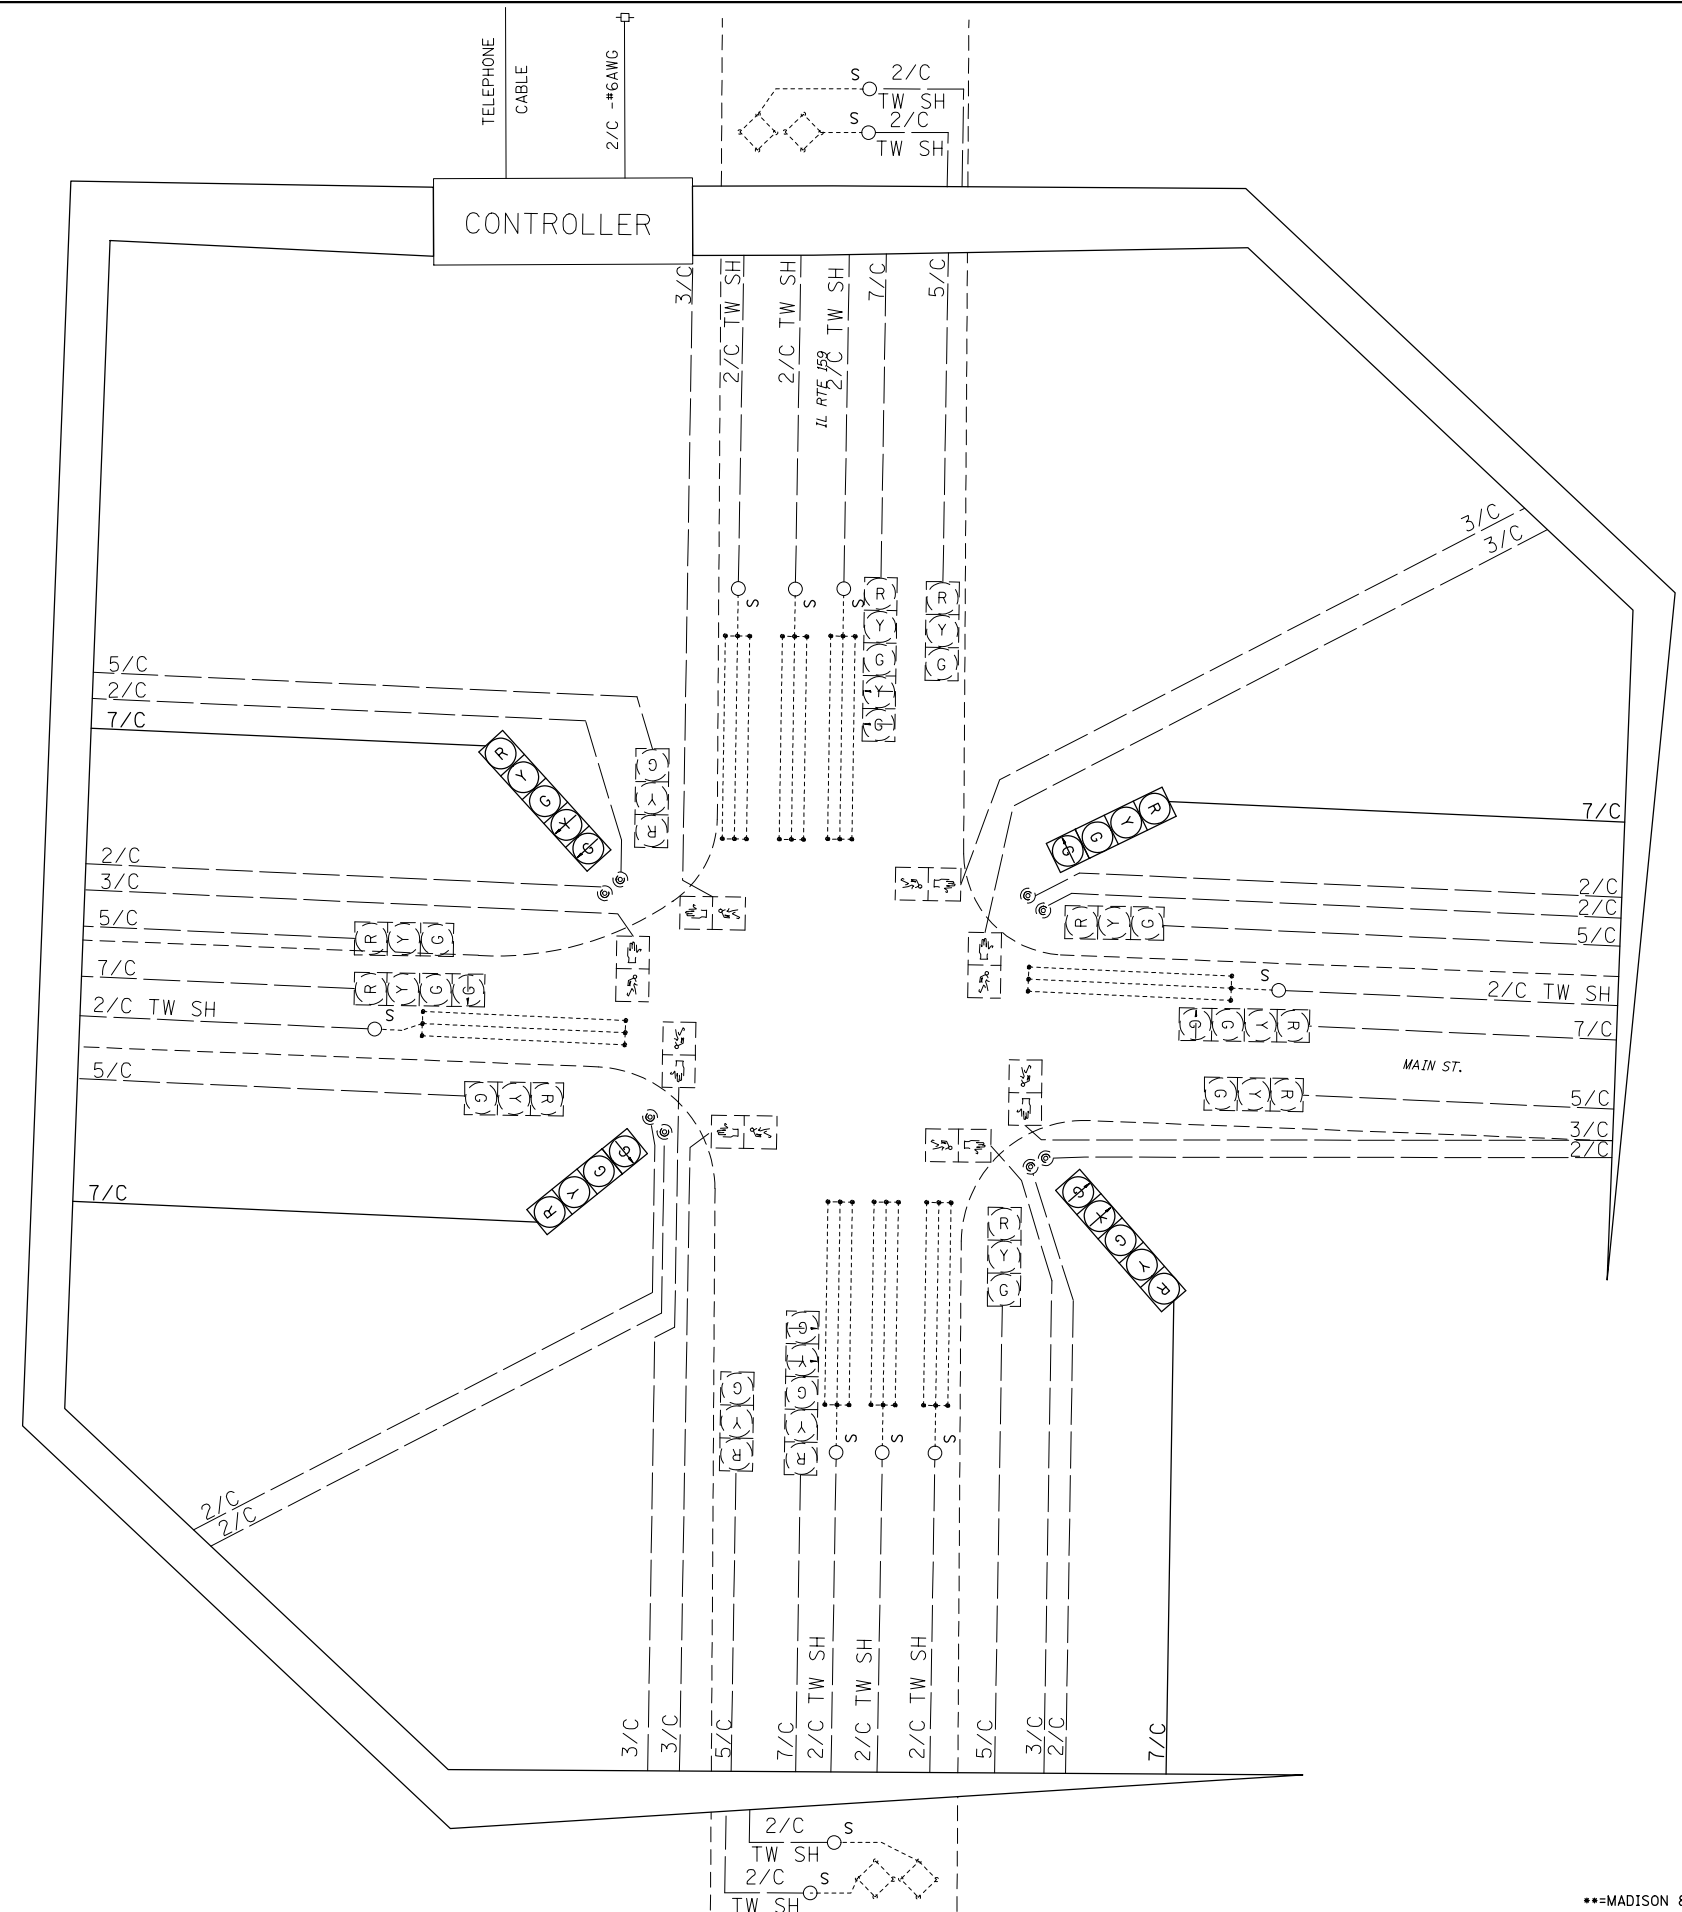 TELEPHONE
CABLE
2/C -#6AWG
S 2/C
TW SH
S 2/C
TW SH
CONTROLLER
3/C
2/C TW SH
2/C TW SH
2/C TW SH
IL RTE 159
7/C
5/C
3/C
3/C
S
S
S
R
Y
G
Y
G
R
Y
G
5/C
2/C
7/C
R
Y
G
Y
G
G
Y
R
G
G
Y
R
7/C
2/C
3/C
2/C
2/C
5/C
R Y G
R Y G
5/C
7/C
R Y G G
S
2/C TW SH
2/C TW SH
S
G G Y R
7/C
MAIN ST.
5/C
G Y R
G Y R
5/C
3/C
2/C
G
G
Y
R
7/C
G
Y
G
Y
R
R
Y
G
G
Y
G
Y
R
G
Y
R
S
S
S
2/C
2/C
3/C
3/C
5/C
7/C
2/C TW SH
2/C TW SH
2/C TW SH
5/C
3/C
2/C
7/C
2/C S
TW SH
2/C S
TW SH
**=MADISON &